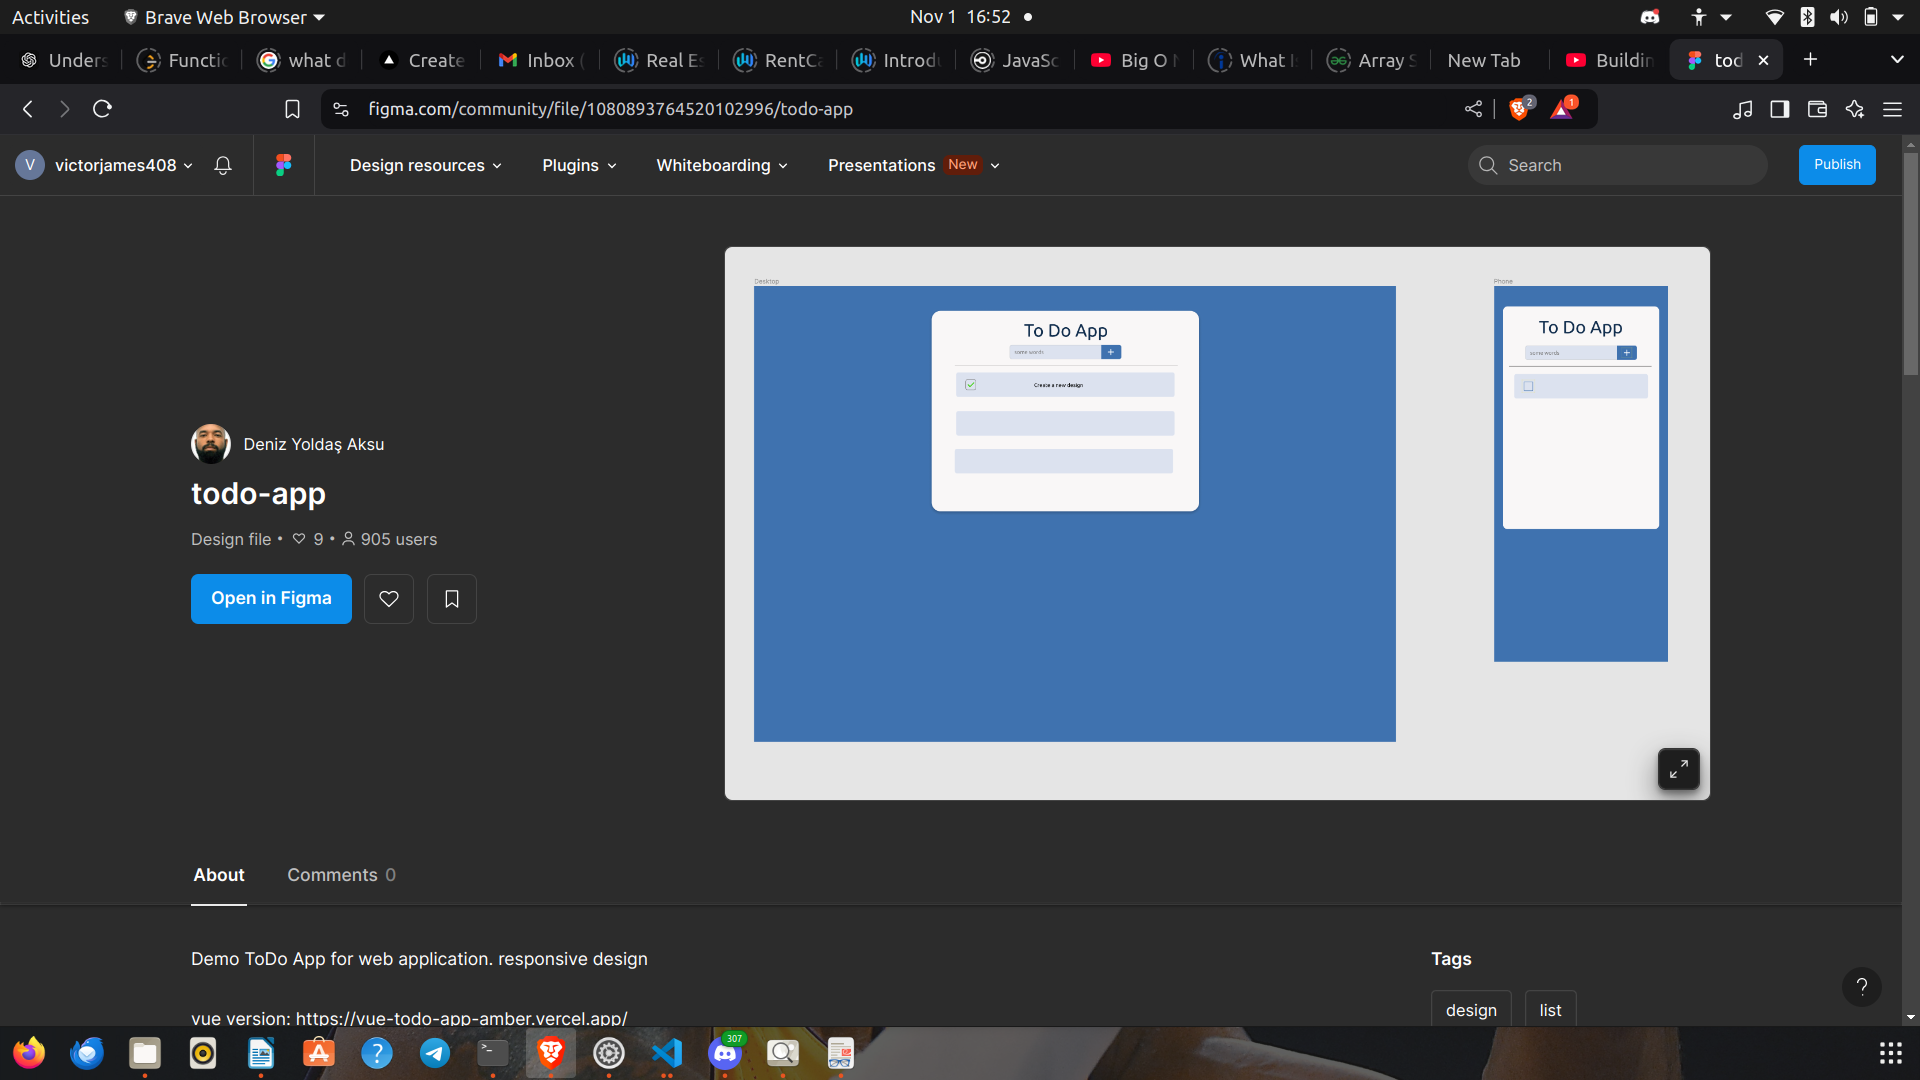 Activities
Brave Web Browser
Nov 1 16:52
Unders
Functio
what d
Create
Inbox (
Real Es
RentCa
Introdu
JavaSc
Big O N
What I
Array S
New Tab
Buildin
tod
figma.com/community/file/1080893764520102996/todo-app
2
1
V
victorjames408
Design resources
Plugins
Whiteboarding
Presentations New
Search
Publish
Desktop
Phone
To Do App
some words
+
Create a new design
To Do App
some words
+
Deniz Yoldaş Aksu
todo-app
Design file • 9 • 905 users
Open in Figma
About
Comments 0
Demo ToDo App for web application. responsive design
Tags
vue version: https://vue-todo-app-amber.vercel.app/
design
list
?
307